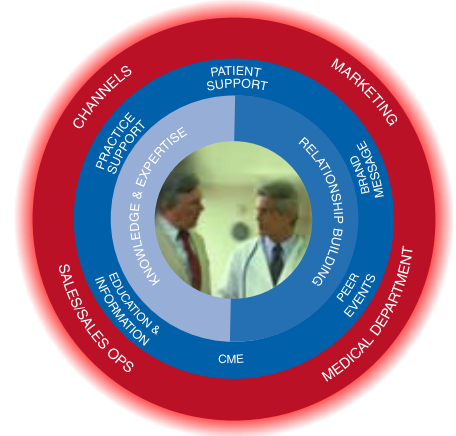 CHANNELS
MARKETING
SALES/SALES OPS
MEDICAL DEPARTMENT
PATIENT
SUPPORT
PRACTICE
SUPPORT
BRAND
MESSAGE
EDUCATION &
INFORMATION
PEER
EVENTS
CME
KNOWLEDGE & EXPERTISE
RELATIONSHIP BUILDING